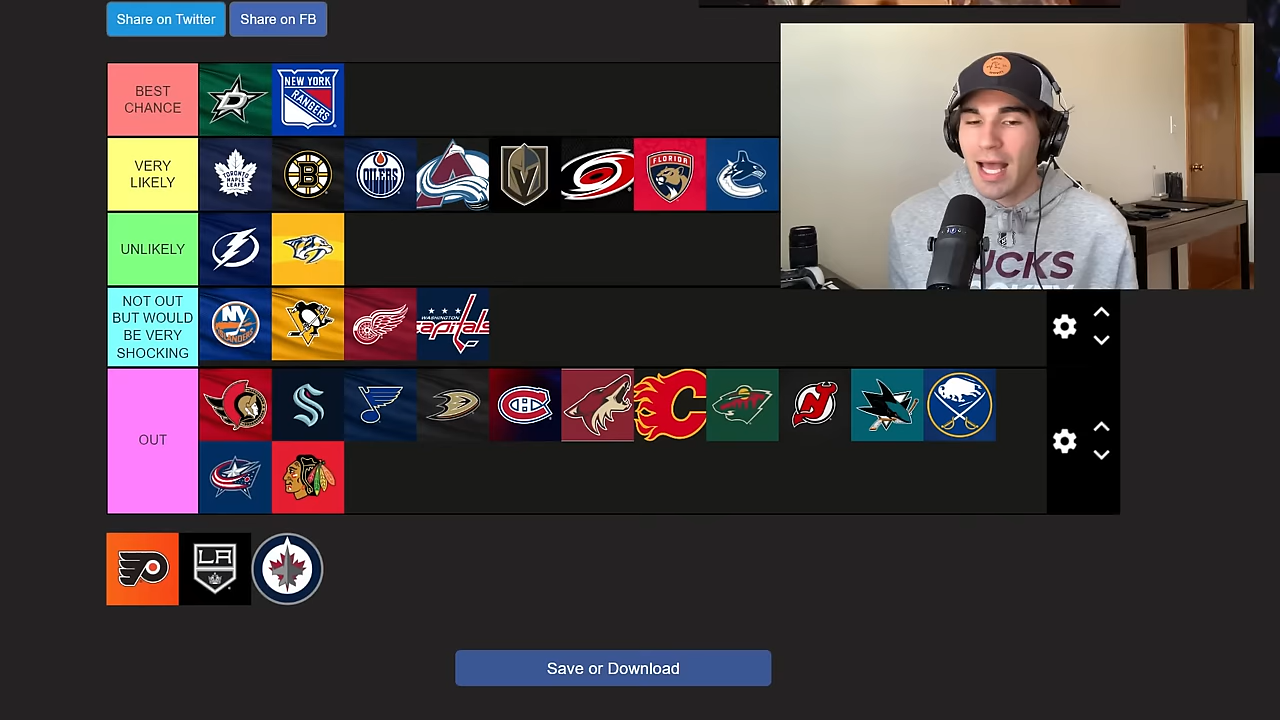 Share on Twitter
Share on FB
BEST
CHANCE
NEW YORK
RANGERS
VERY
LIKELY
TORONTO
MAPLE
LEAFS
B
OILERS
FLORIDA
UNLIKELY
NOT OUT
BUT WOULD
BE VERY
SHOCKING
NY
WASHINGTON
capitals
OUT
LA
UCKS
Save or Download